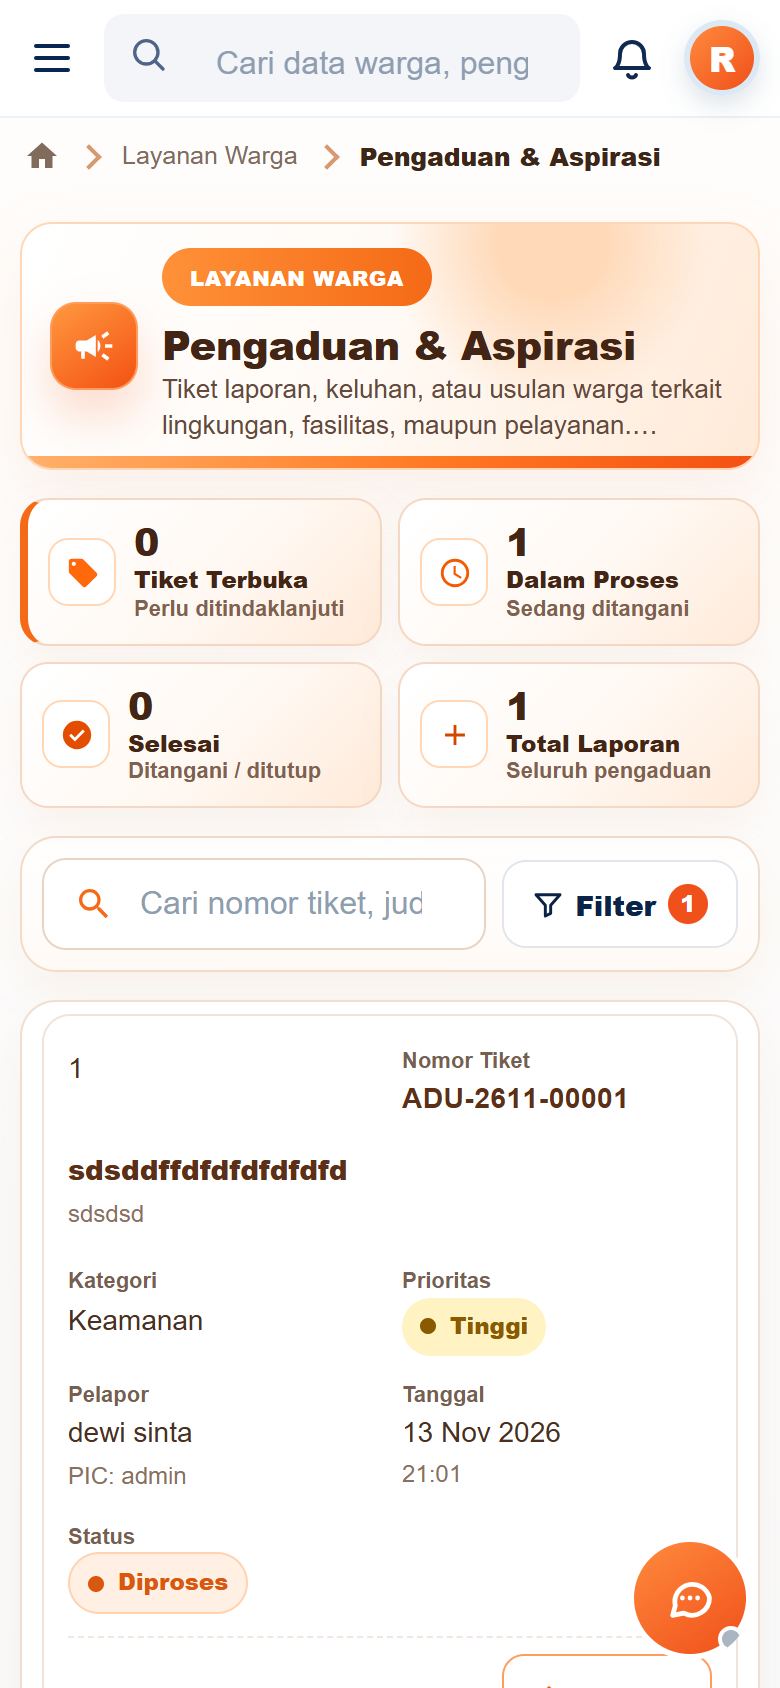 Cari data warga, peng
R
Layanan Warga
Pengaduan & Aspirasi
LAYANAN WARGA
Pengaduan & Aspirasi
Tiket laporan, keluhan, atau usulan warga terkait
lingkungan, fasilitas, maupun pelayanan....
0
Tiket Terbuka
Perlu ditindaklanjuti
1
Dalam Proses
Sedang ditangani
0
Selesai
Ditangani / ditutup
1
Total Laporan
Seluruh pengaduan
Cari nomor tiket, jud
Filter 1
1
Nomor Tiket
ADU-2611-00001
sdsddffdfdfdfdfdfd
sdsdsd
Kategori
Keamanan
Prioritas
Tinggi
Pelapor
dewi sinta
PIC: admin
Tanggal
13 Nov 2026
21:01
Status
Diproses